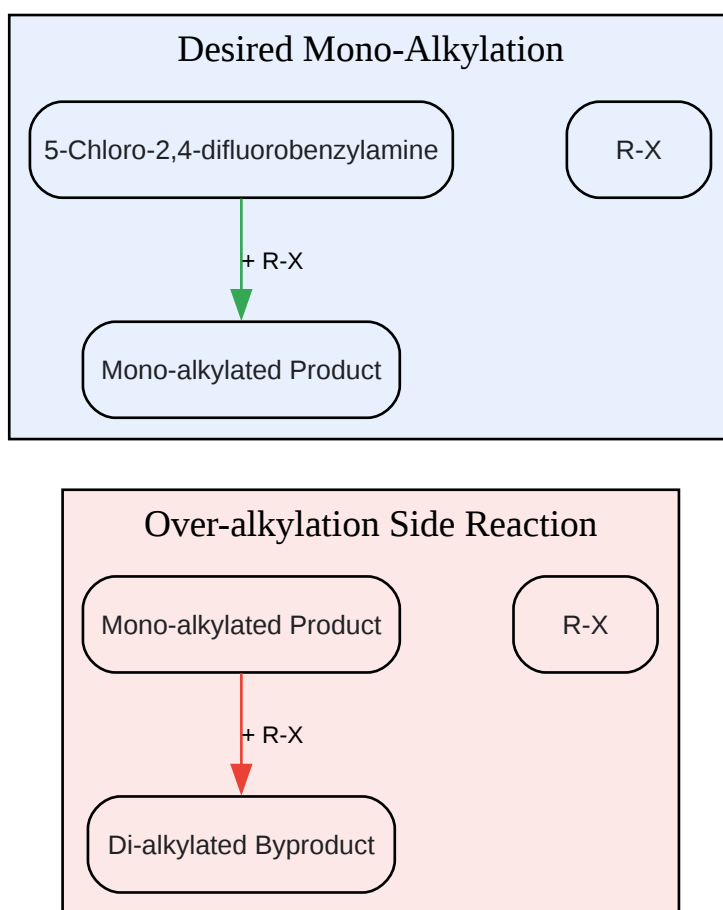 Desired Mono-Alkylation
5-Chloro-2,4-difluorobenzylamine
R-X
+ R-X
Mono-alkylated Product
Over-alkylation Side Reaction
Mono-alkylated Product
R-X
+ R-X
Di-alkylated Byproduct